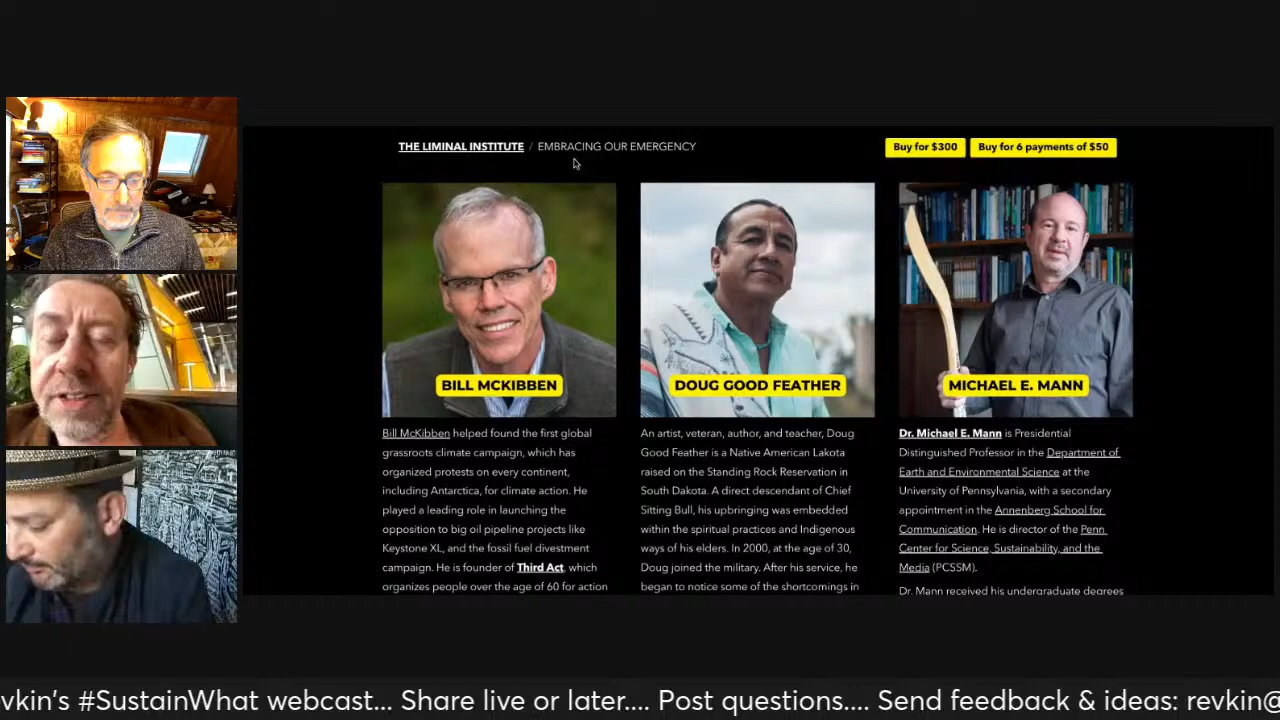 THE LIMINAL INSTITUTE / EMBRACING OUR EMERGENCY
Buy for $300
Buy for 6 payments of $50
BILL MCKIBBEN
Bill McKibben helped found the first global
grassroots climate campaign, which has
organized protests on every continent,
including Antarctica, for climate action. He
played a leading role in launching the
opposition to big oil pipeline projects like
Keystone XL, and the fossil fuel divestment
campaign. He is founder of Third Act, which
organizes people over the age of 60 for action
DOUG GOOD FEATHER
An artist, veteran, author, and teacher, Doug
Good Feather is a Native American Lakota
raised on the Standing Rock Reservation in
South Dakota. A direct descendant of Chief
Sitting Bull, his upbringing was embedded
within the spiritual practices and Indigenous
ways of his elders. In 2000, at the age of 30,
Doug joined the military. After his service, he
began to notice some of the shortcomings in
MICHAEL E. MANN
Dr. Michael E. Mann is Presidential
Distinguished Professor in the Department of
Earth and Environmental Science at the
University of Pennsylvania, with a secondary
appointment in the Annenberg School for
Communication. He is director of the Penn
Center for Science, Sustainability, and the
Media (PCSSM).
Dr. Mann received his undergraduate degrees
vkin's #SustainWhat webcast... Share live or later.... Post questions.... Send feedback & ideas: revkin@